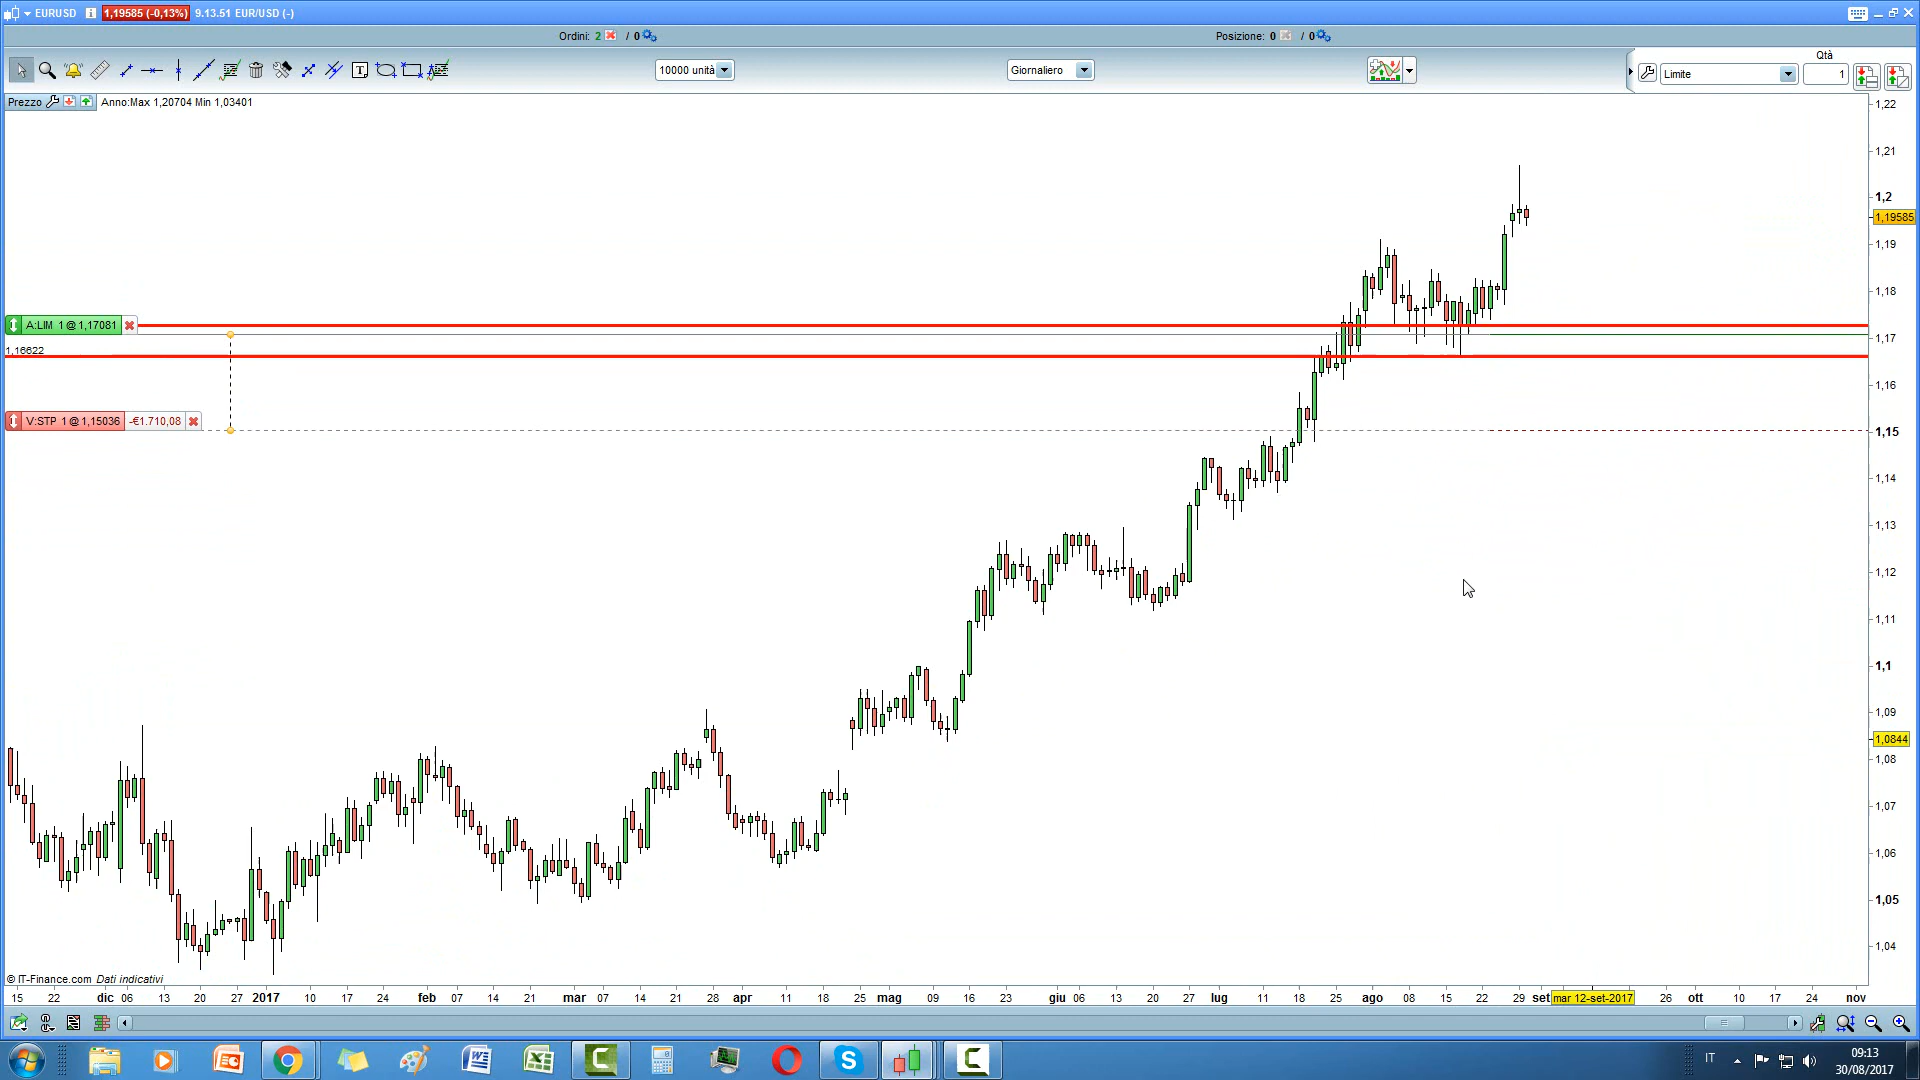 EURUSD 1,19585 (-0,13%) 9.13.51 EUR/USD (-)
Ordini: 2 / 0 Posizione: 0 / 0
10000 unità Giornaliero Limite Qtà 1
Prezzo Anno:Max 1,20704 Min 1,03401
1,22
1,21
1,2
1,19585
1,19
1,18
A:LIM 1 @ 1,17081
1,17
1,16622
1,16
V:STP 1 @ 1,15036 -€1.710,08
1,15
1,14
1,13
1,12
1,11
1,1
1,09
1,0844
1,08
1,07
1,06
1,05
1,04
© IT-Finance.com Dati indicativi
15 22 dic 06 13 20 27 2017 10 17 24 feb 07 14 21 mar 07 14 21 28 apr 11 18 25 mag 09 16 23 giu 06 13 20 27 lug 11 18 25 ago 08 15 22 29 set mar 12-set-2017 26 ott 10 17 24 nov
IT 09:13
30/08/2017